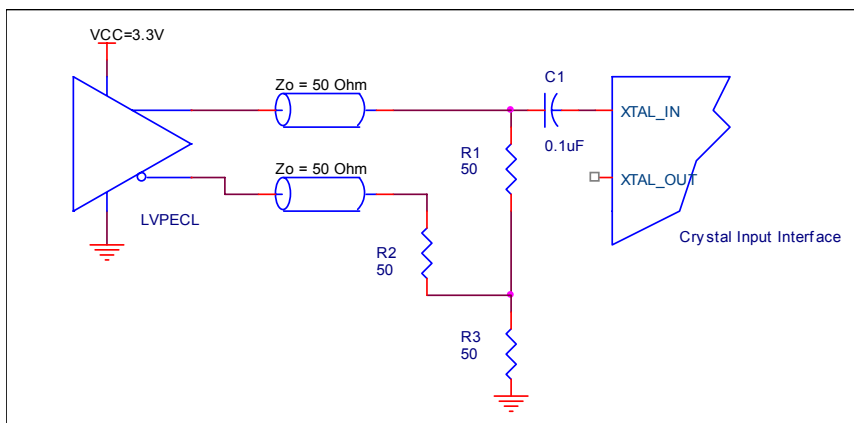 VCC=3.3V
Zo = 50 Ohm
C1
XTAL_IN
0.1uF
R1
50
Zo = 50 Ohm
XTAL_OUT
LVPECL
Crystal Input Interface
R2
50
R3
50